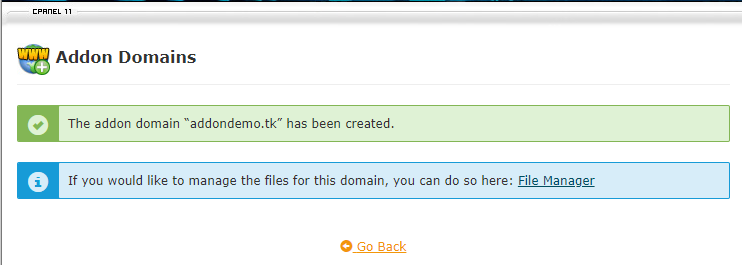 CPANEL 11
WWW
Addon Domains
The addon domain “addondemo.tk” has been created.
If you would like to manage the files for this domain, you can do so here: File Manager
Go Back